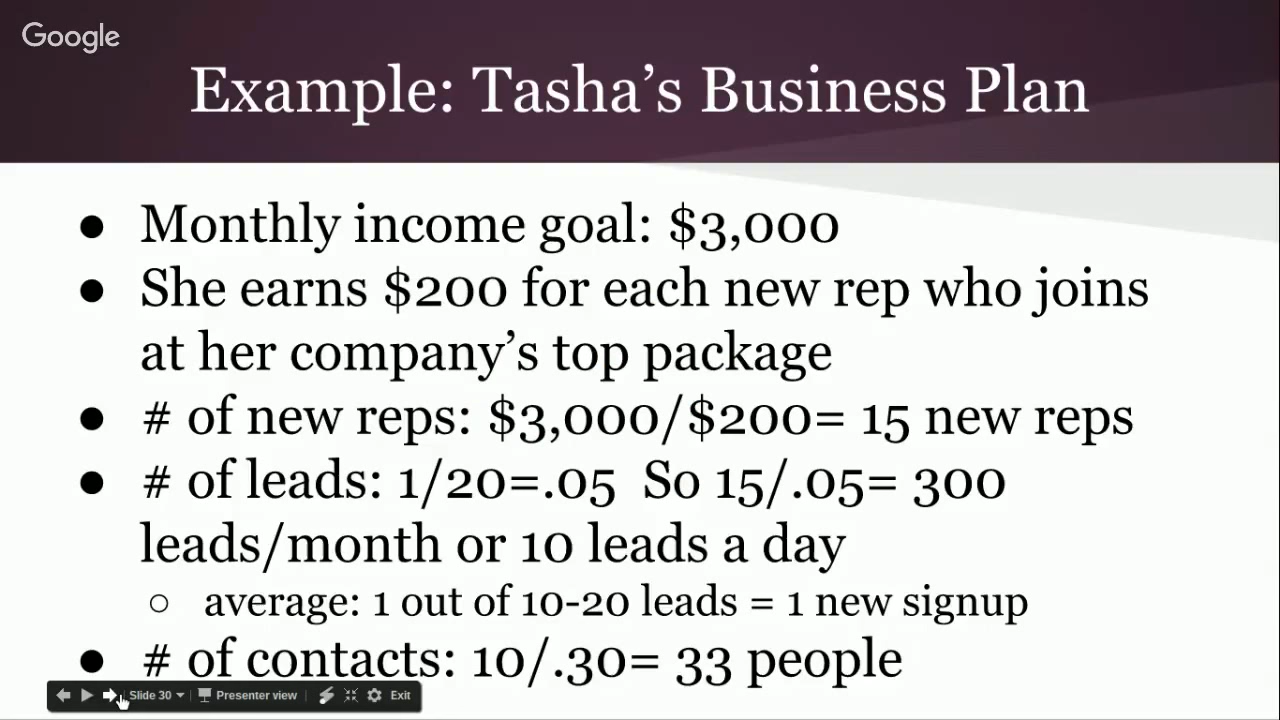 Google
Example: Tasha's Business Plan
● Monthly income goal: $3,000
● She earns $200 for each new rep who joins
at her company's top package
● # of new reps: $3,000/$200= 15 new reps
● # of leads: 1/20=.05 So 15/.05= 300
leads/month or 10 leads a day
○ average: 1 out of 10-20 leads = 1 new signup
● # of contacts: 10/.30= 33 people
Slide 30 Presenter view Exit